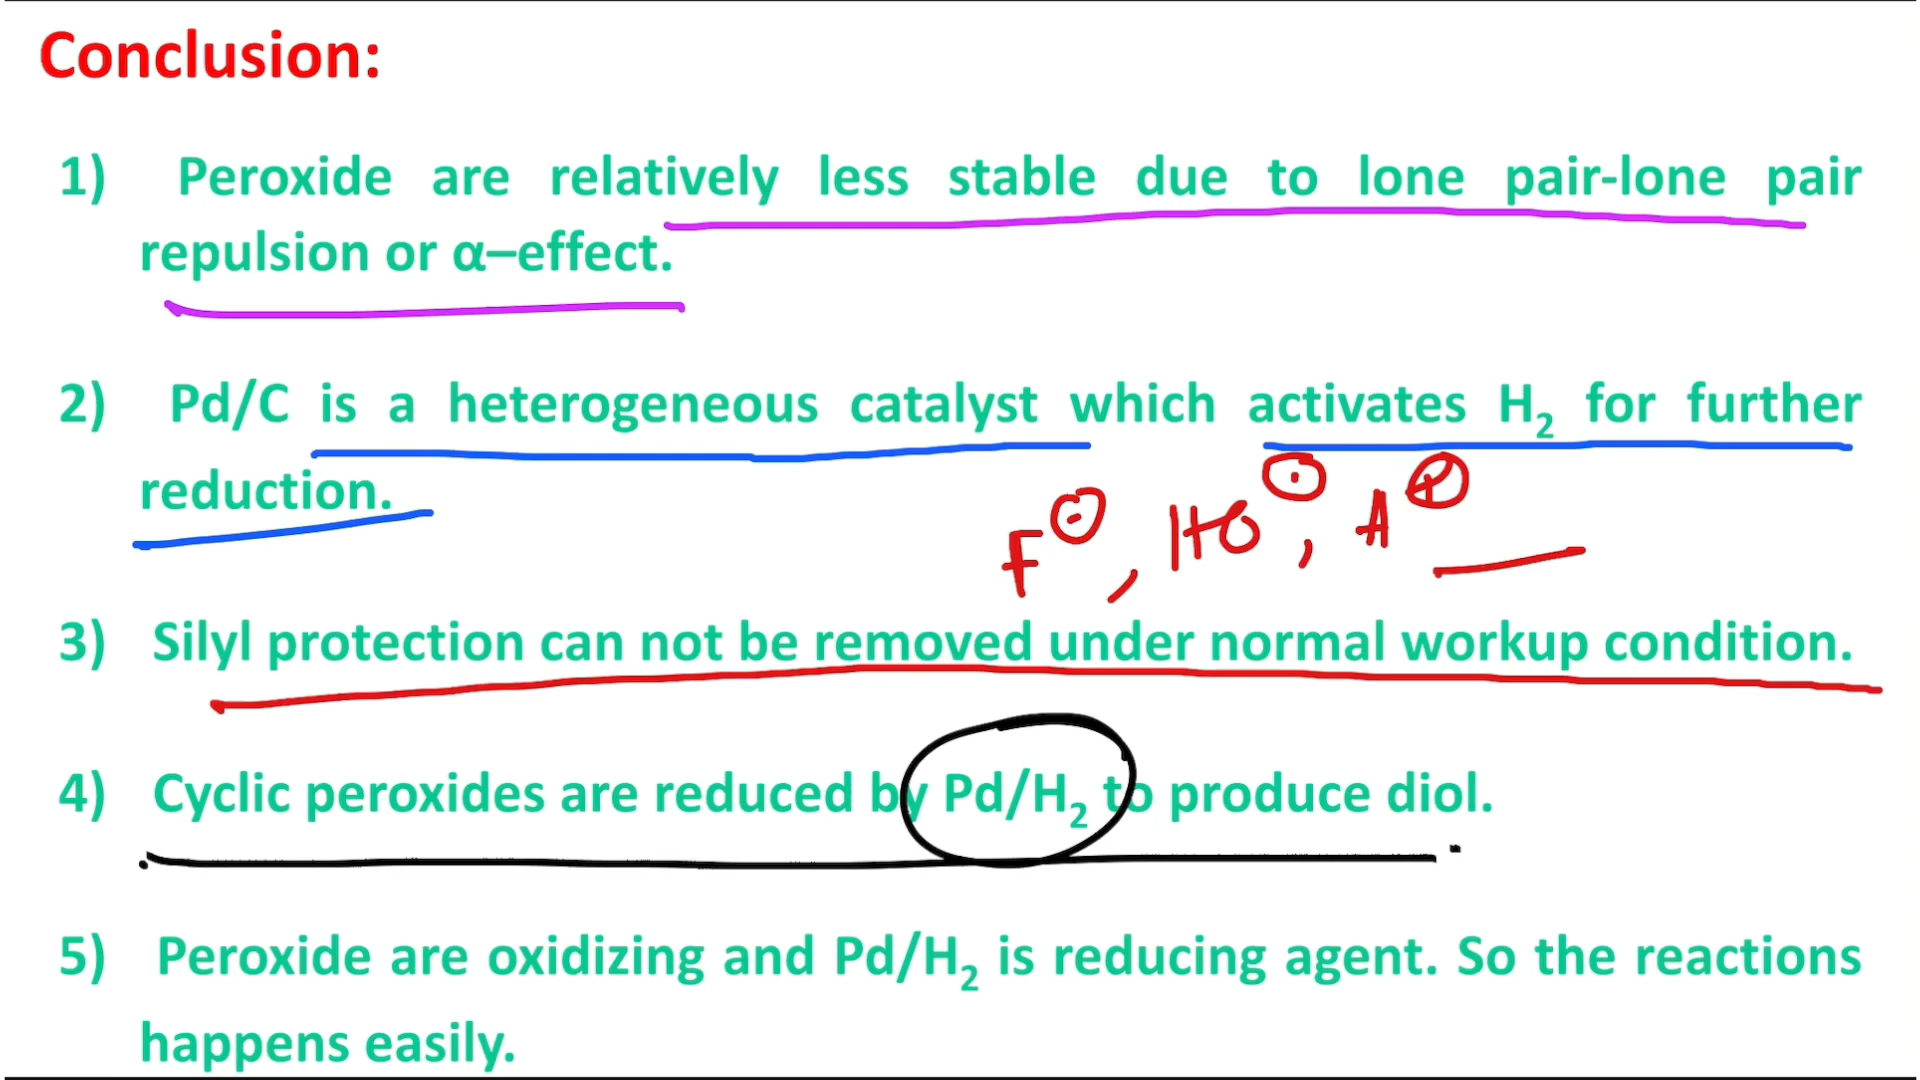 Conclusion:
1) Peroxide are relatively less stable due to lone pair-lone pair
repulsion or α–effect.
2) Pd/C is a heterogeneous catalyst which activates H₂ for further
reduction.
F⊖, HO⊖, A⊕
3) Silyl protection can not be removed under normal workup condition.
4) Cyclic peroxides are reduced by Pd/H₂ to produce diol.
5) Peroxide are oxidizing and Pd/H₂ is reducing agent. So the reactions
happens easily.